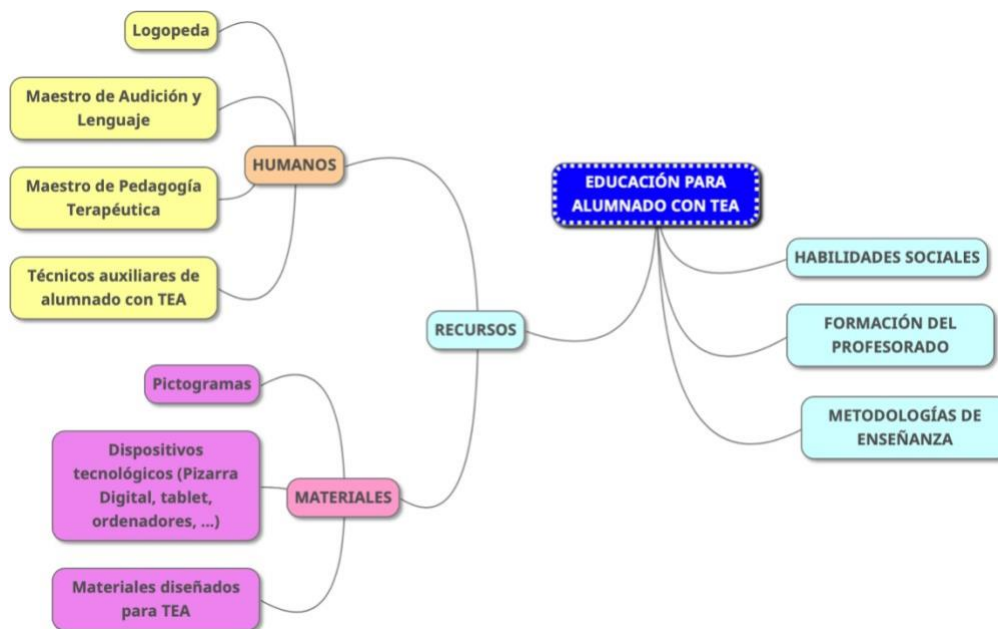 EDUCACIÓN PARA
ALUMNADO CON TEA
RECURSOS
HUMANOS
Logopeda
Maestro de Audición y
Lenguaje
Maestro de Pedagogía
Terapéutica
Técnicos auxiliares de
alumnado con TEA
MATERIALES
Pictogramas
Dispositivos
tecnológicos (Pizarra
Digital, tablet,
ordenadores, ...)
Materiales diseñados
para TEA
HABILIDADES SOCIALES
FORMACIÓN DEL
PROFESORADO
METODOLOGÍAS DE
ENSEÑANZA